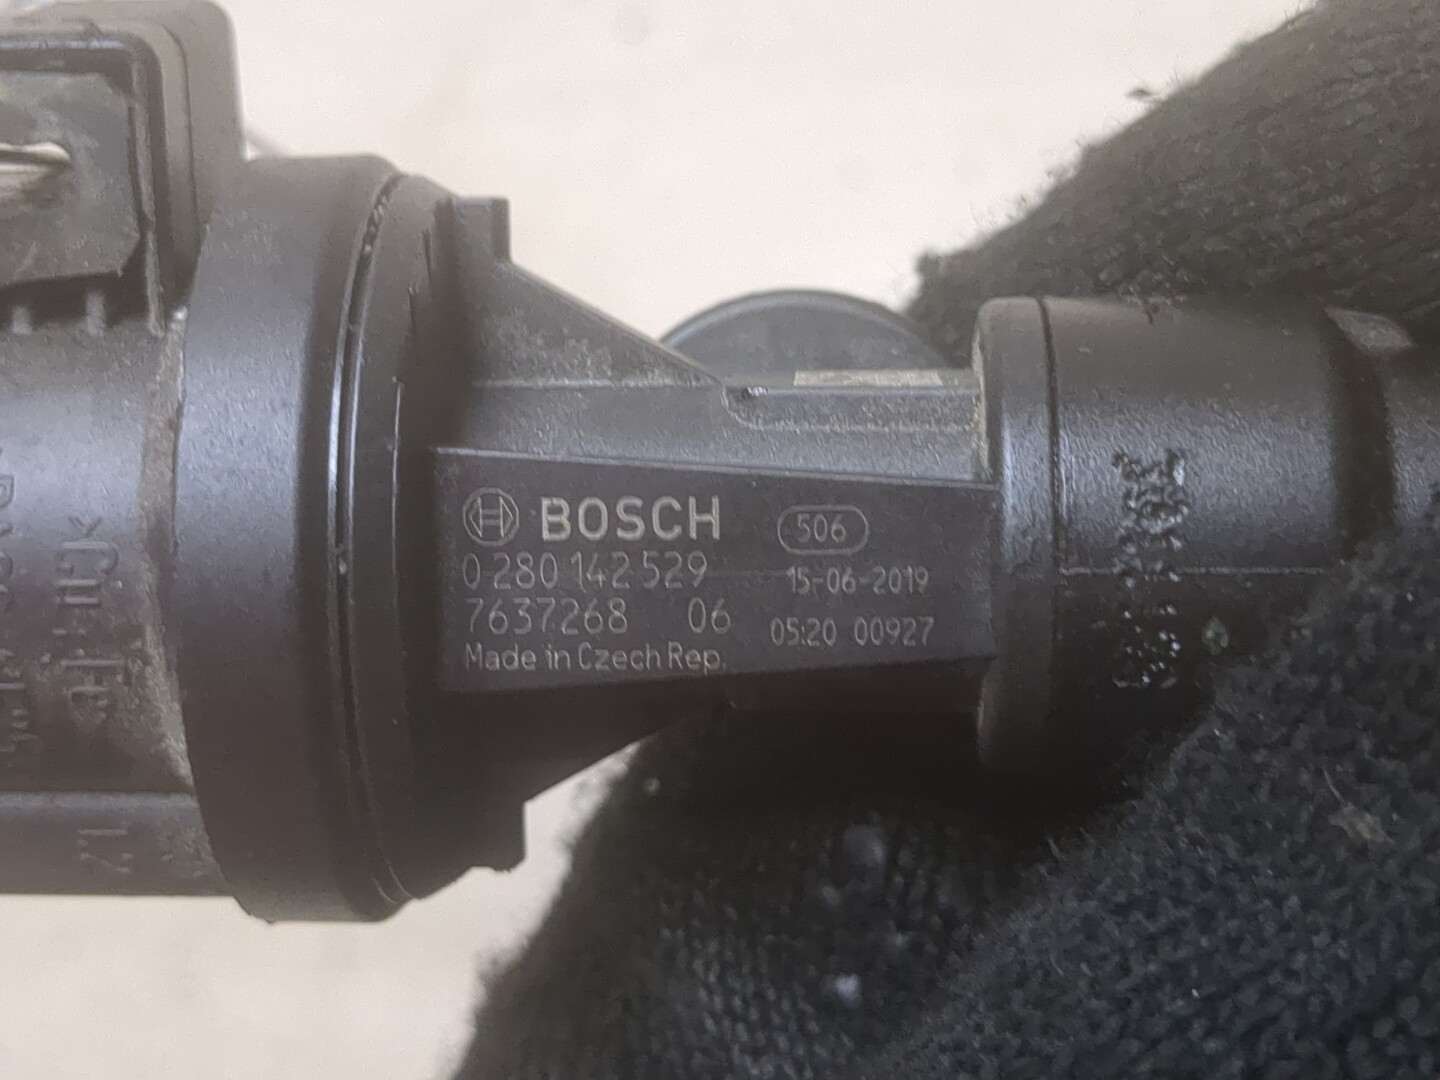 BOSCH 506
0 280 142 529 15-06-2019
7637268 06 05:20 00927
Made in Czech Rep.